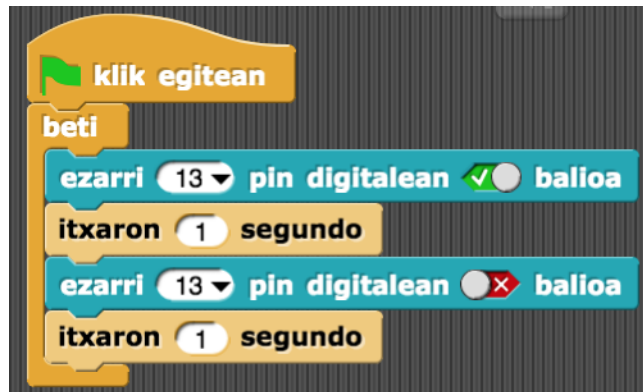 klik egitean
beti
ezarri 13 pin digitalean balioa
itxaron 1 segundo
ezarri 13 pin digitalean balioa
itxaron 1 segundo